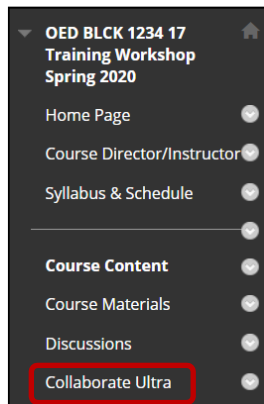 OED BLCK 1234 17
Training Workshop
Spring 2020
Home Page
Course Director/Instructor
Syllabus & Schedule
Course Content
Course Materials
Discussions
Collaborate Ultra